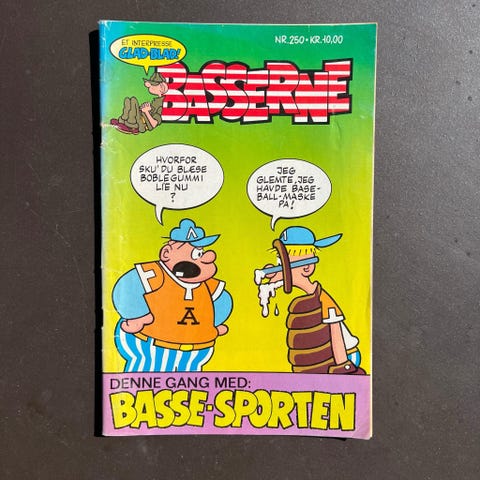 ET INTERPRESSE
GLAD-BLAD!
NR. 250 • KR. 10,00
BASSERNE
HVORFOR
SKU' DU BLÆSE
BOBLEGUMMI
LIE NU
?
JEG
GLEMTE, JEG
HAVDE BASE-
BALL-MASKE
PÅ!
A
DENNE GANG MED:
BASSE-SPORTEN